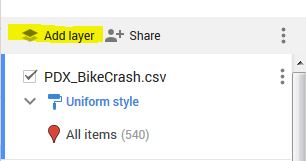 Add layer Share
PDX_BikeCrash.csv
Uniform style
All items (540)